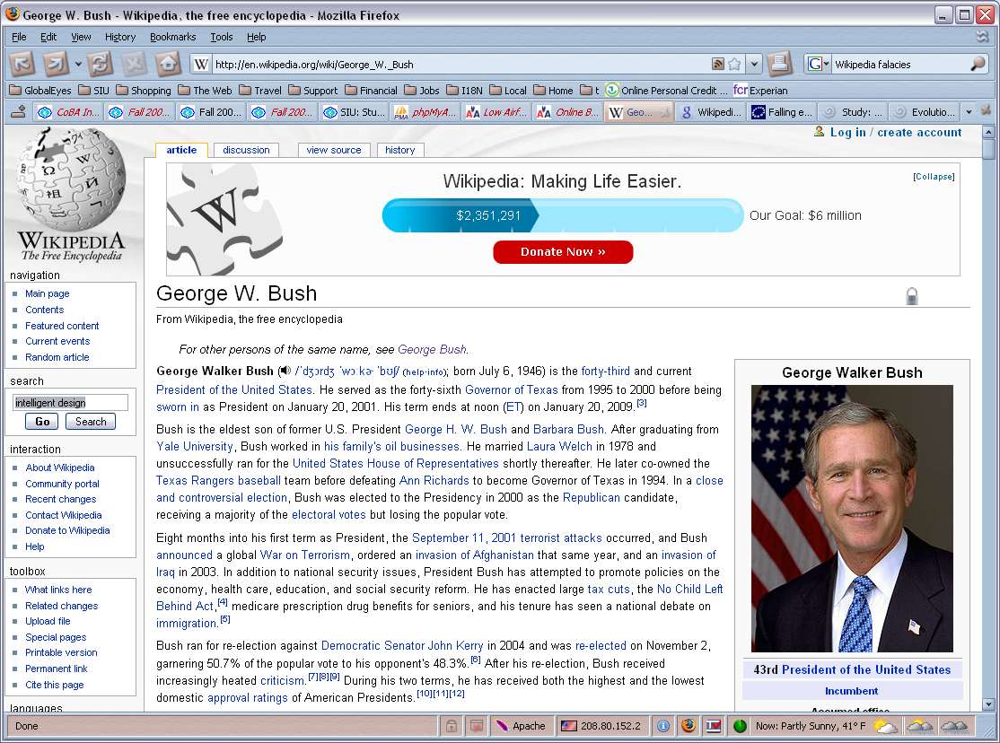 George W. Bush - Wikipedia, the free encyclopedia - Mozilla Firefox
File Edit View History Bookmarks Tools Help
W http://en.wikipedia.org/wiki/George_W._Bush G Wikipedia falacies
GlobalEyes SIU Shopping The Web Travel Support Financial Jobs I18N Local Home t Online Personal Credit ... fcr Experian
CoBA In... Fall 200... Fall 200... Fall 200... SIU: Stu... PMA phpMyA... AA Low Airf... AA Online B... W Geo... g Wikipedi... Falling e... Study: ... Evolutio...
Log in / create account
article discussion view source history
Wikipedia: Making Life Easier.
[Collapse]
W
$2,351,291
Our Goal: $6 million
Donate Now »
WIKIPEDIA
The Free Encyclopedia
navigation
Main page
Contents
Featured content
Current events
Random article
search
intelligent design
Go Search
interaction
About Wikipedia
Community portal
Recent changes
Contact Wikipedia
Donate to Wikipedia
Help
toolbox
What links here
Related changes
Upload file
Special pages
Printable version
Permanent link
Cite this page
languages
George W. Bush
From Wikipedia, the free encyclopedia
For other persons of the same name, see George Bush.
George Walker Bush (/ˈdʒɔrdʒ ˈwɔːkɚ ˈbʊʃ/ (help·info); born July 6, 1946) is the forty-third and current
President of the United States. He served as the forty-sixth Governor of Texas from 1995 to 2000 before being
sworn in as President on January 20, 2001. His term ends at noon (ET) on January 20, 2009.[3]
Bush is the eldest son of former U.S. President George H. W. Bush and Barbara Bush. After graduating from
Yale University, Bush worked in his family's oil businesses. He married Laura Welch in 1978 and
unsuccessfully ran for the United States House of Representatives shortly thereafter. He later co-owned the
Texas Rangers baseball team before defeating Ann Richards to become Governor of Texas in 1994. In a close
and controversial election, Bush was elected to the Presidency in 2000 as the Republican candidate,
receiving a majority of the electoral votes but losing the popular vote.
Eight months into his first term as President, the September 11, 2001 terrorist attacks occurred, and Bush
announced a global War on Terrorism, ordered an invasion of Afghanistan that same year, and an invasion of
Iraq in 2003. In addition to national security issues, President Bush has attempted to promote policies on the
economy, health care, education, and social security reform. He has enacted large tax cuts, the No Child Left
Behind Act,[4] medicare prescription drug benefits for seniors, and his tenure has seen a national debate on
immigration.[5]
Bush ran for re-election against Democratic Senator John Kerry in 2004 and was re-elected on November 2,
garnering 50.7% of the popular vote to his opponent's 48.3%.[6] After his re-election, Bush received
increasingly heated criticism.[7][8][9] During his two terms, he has received both the highest and the lowest
domestic approval ratings of American Presidents.[10][11][12]
George Walker Bush
43rd President of the United States
Incumbent
Assumed office
Done Apache 208.80.152.2 Now: Partly Sunny, 41° F